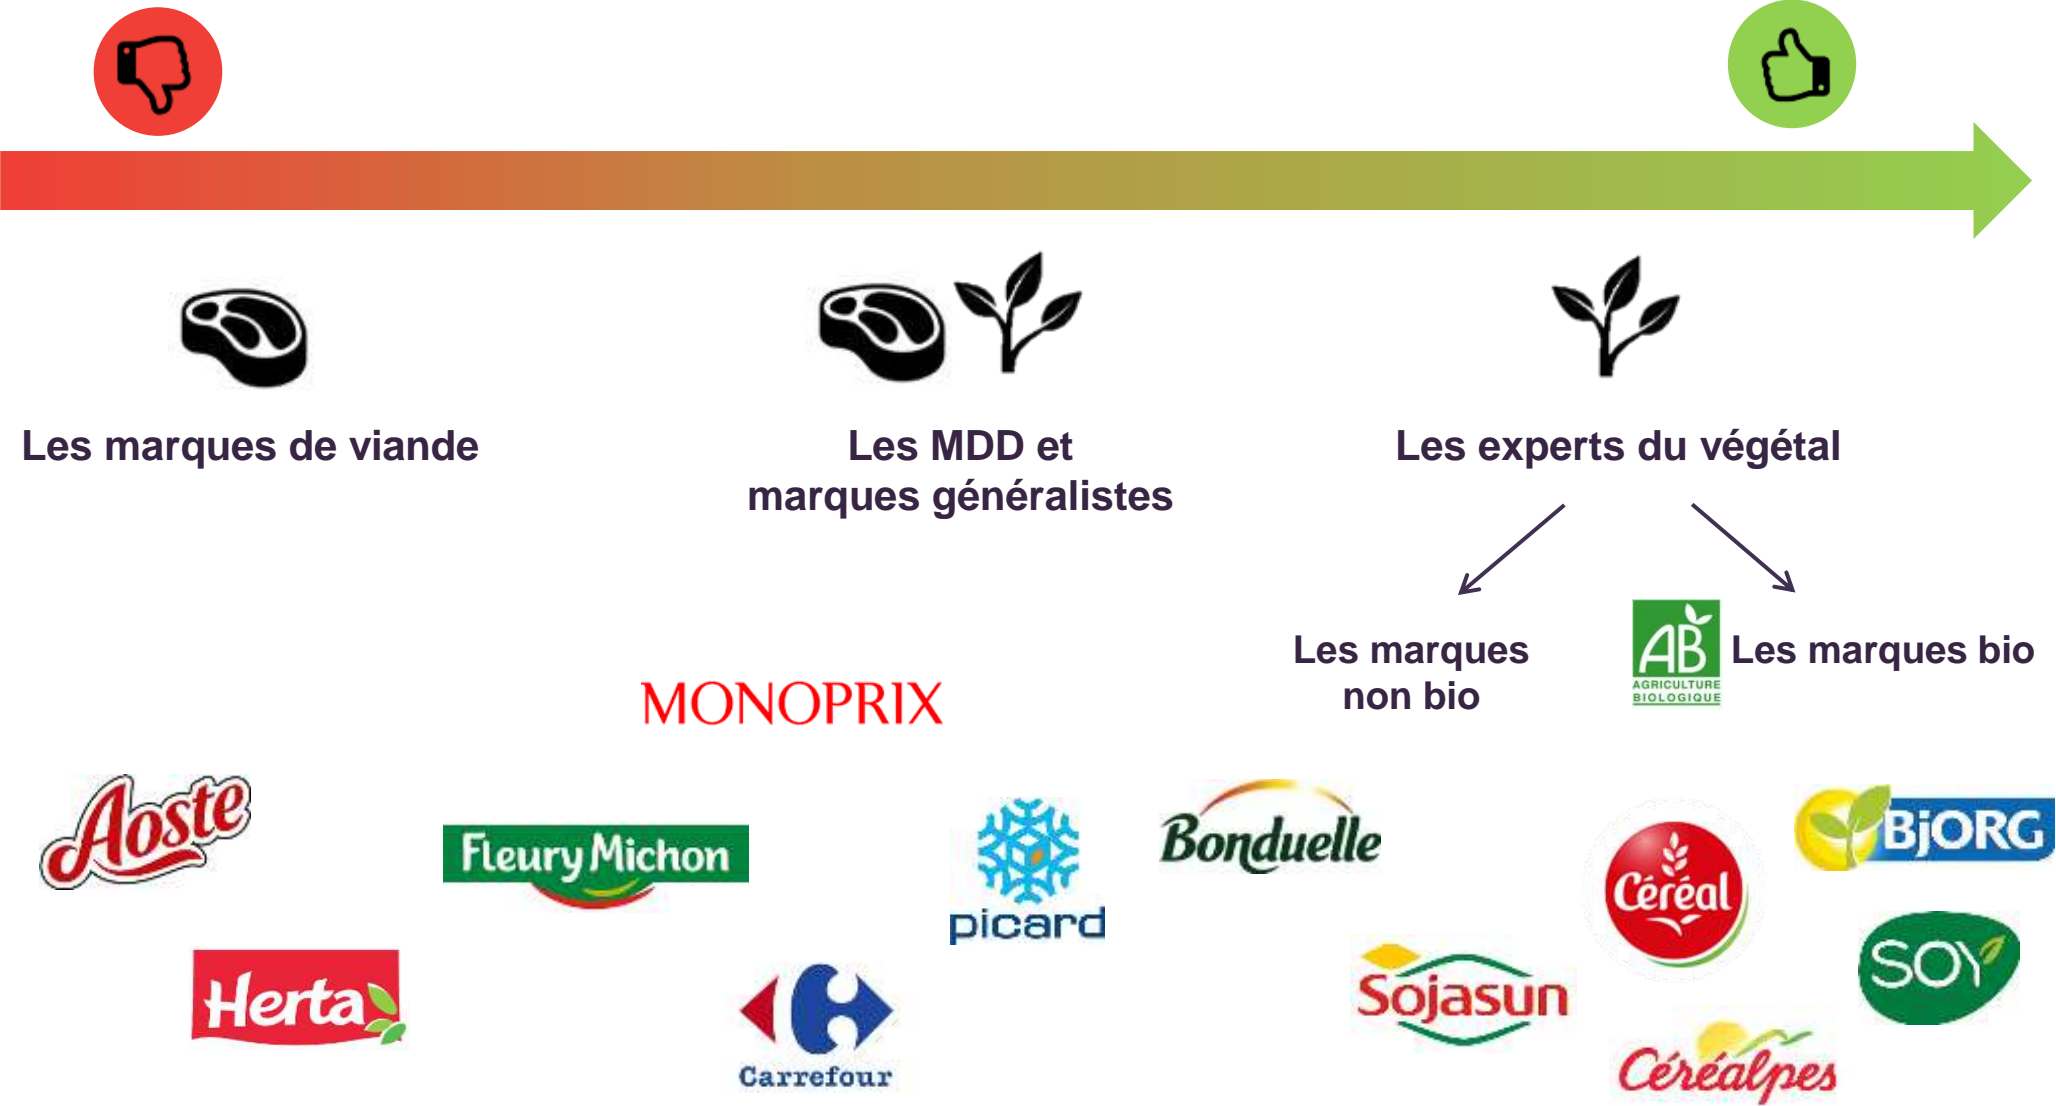 Les marques de viande
Les MDD et
marques généralistes
Les experts du végétal
Les marques
non bio
AB
AGRICULTURE
BIOLOGIQUE
Les marques bio
MONOPRIX
Aoste
Fleury Michon
picard
Bonduelle
Céréal
BjORG
Herta
Carrefour
Sojasun
SOY
Céréalpes